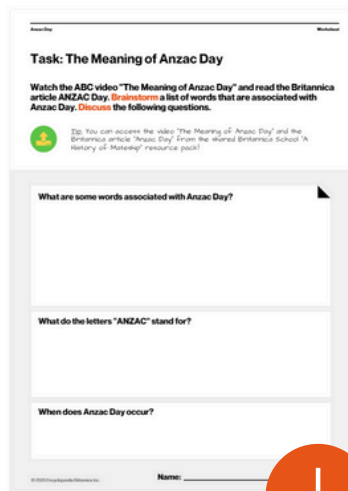 Anzac Day Worksheet
Task: The Meaning of Anzac Day
Watch the ABC video "The Meaning of Anzac Day" and read the Britannica
article ANZAC Day. Brainstorm a list of words that are associated with
Anzac Day. Discuss the following questions.
Tip: You can access the video "The Meaning of Anzac Day" and the
Britannica article "Anzac Day" from the shared Britannica School "A
History of Mateship" resource pack!
What are some words associated with Anzac Day?
What do the letters "ANZAC" stand for?
When does Anzac Day occur?
© 2025 Encyclopaedia Britannica Inc. Name: